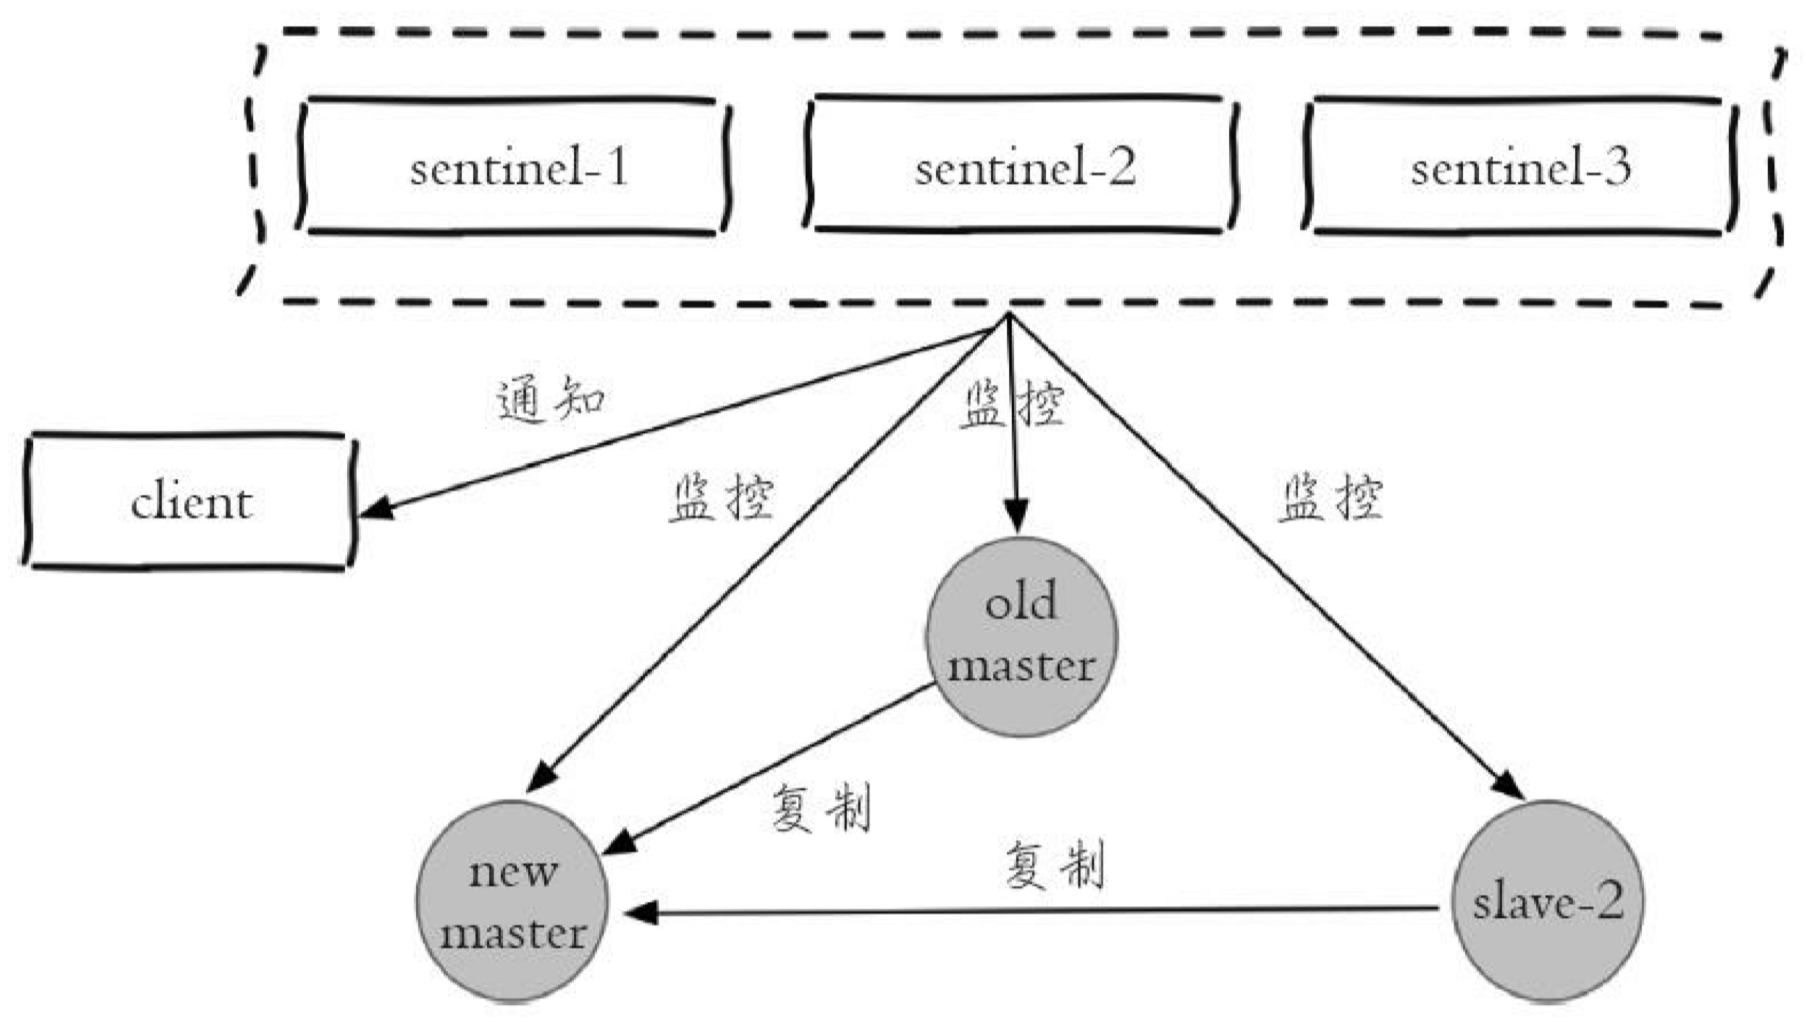 sentinel-1
sentinel-2
sentinel-3
通知
监控
监控
监控
client
old
master
复制
复制
new
master
slave-2